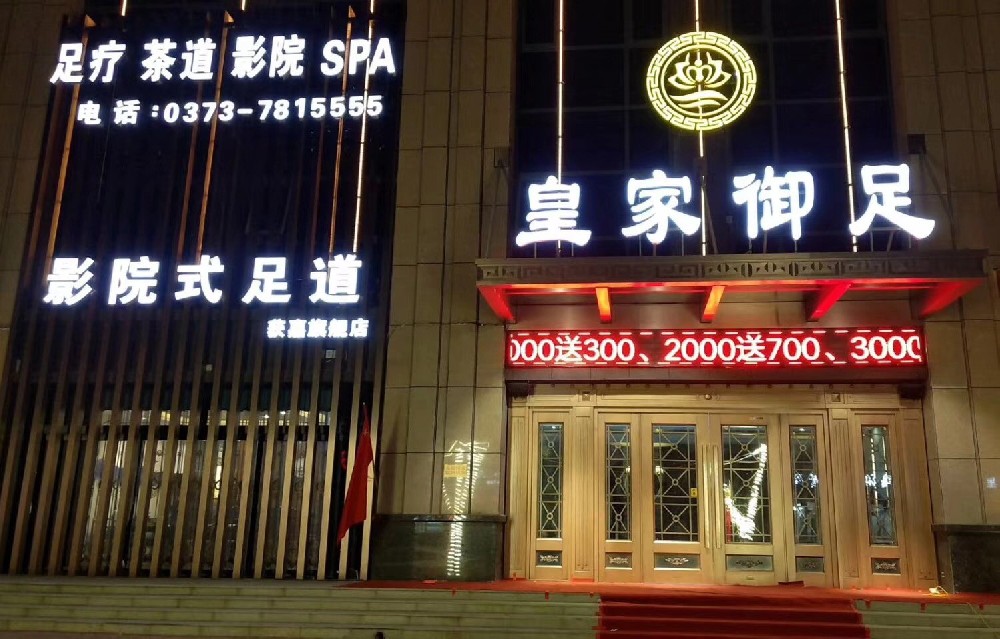 足疗 茶道 影院 SPA
电话:0373-7815555
影院式足道
获嘉旗舰店
皇家御足
000送300、2000送700、3000